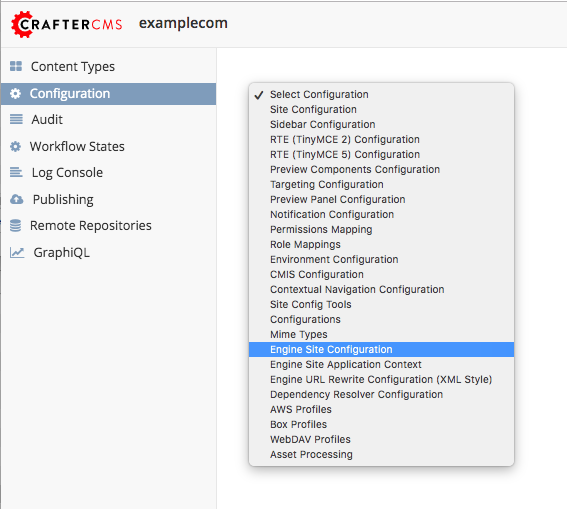 CRAFTERCMS examplecom
Content Types
Configuration
Audit
Workflow States
Log Console
Publishing
Remote Repositories
GraphiQL
Select Configuration
Site Configuration
Sidebar Configuration
RTE (TinyMCE 2) Configuration
RTE (TinyMCE 5) Configuration
Preview Components Configuration
Targeting Configuration
Preview Panel Configuration
Notification Configuration
Permissions Mapping
Role Mappings
Environment Configuration
CMIS Configuration
Contextual Navigation Configuration
Site Config Tools
Configurations
Mime Types
Engine Site Configuration
Engine Site Application Context
Engine URL Rewrite Configuration (XML Style)
Dependency Resolver Configuration
AWS Profiles
Box Profiles
WebDAV Profiles
Asset Processing